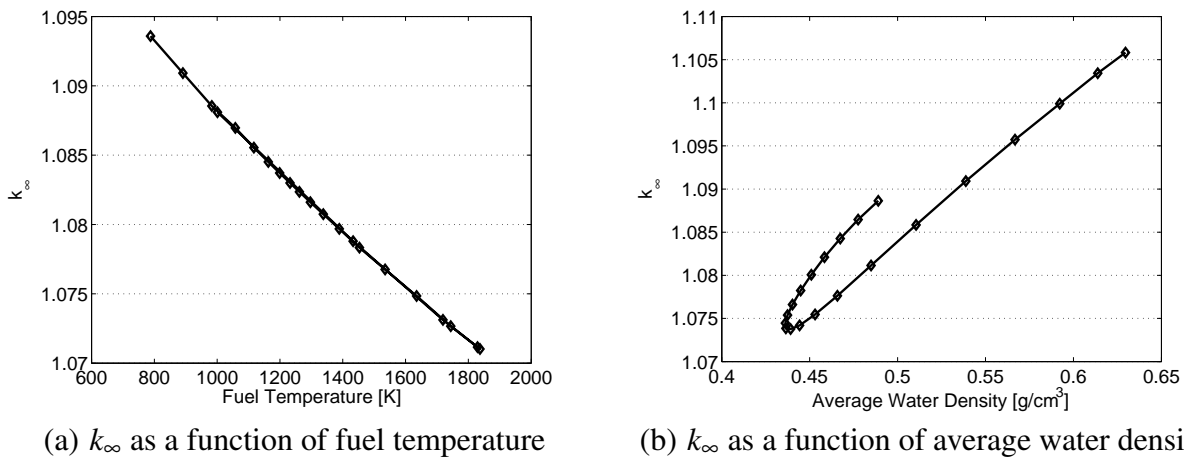 1.095
1.09
1.085
1.08
1.075
1.07
k∞
600 800 1000 1200 1400 1600 1800 2000
Fuel Temperature [K]
(a) k∞ as a function of fuel temperature
1.11
1.105
1.1
1.095
1.09
1.085
1.08
1.075
1.07
k∞
0.4 0.45 0.5 0.55 0.6 0.65
Average Water Density [g/cm³]
(b) k∞ as a function of average water densi